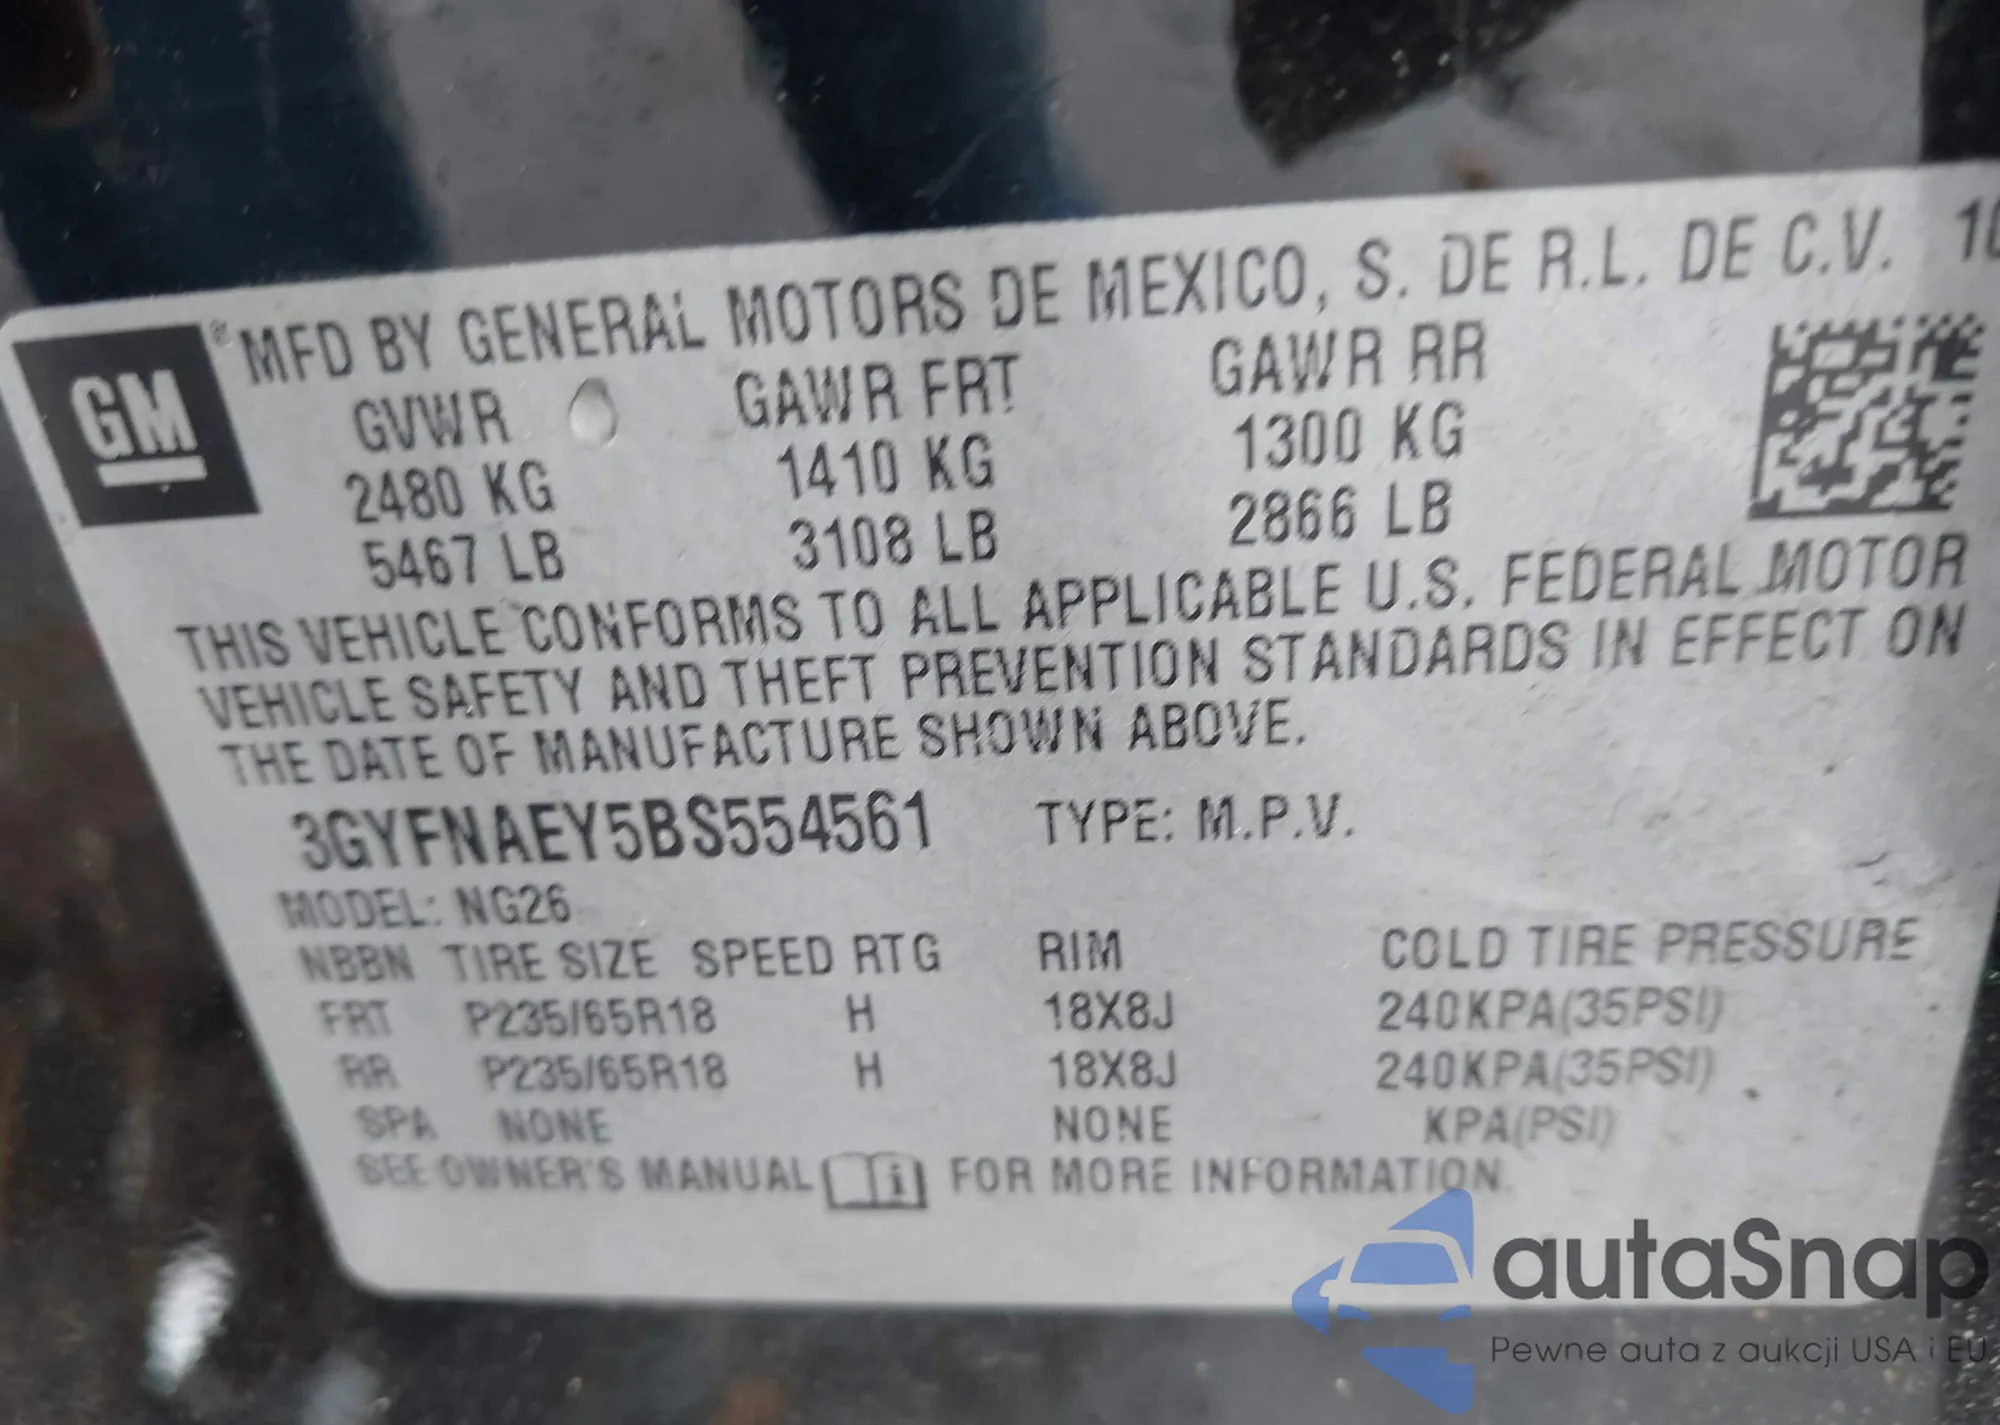 GM ® MFD BY GENERAL MOTORS DE MEXICO, S. DE R.L. DE C.V. 10
GVWR GAWR FRT GAWR RR
2480 KG 1410 KG 1300 KG
5467 LB 3108 LB 2866 LB
THIS VEHICLE CONFORMS TO ALL APPLICABLE U.S. FEDERAL MOTOR
VEHICLE SAFETY AND THEFT PREVENTION STANDARDS IN EFFECT ON
THE DATE OF MANUFACTURE SHOWN ABOVE.
3GYFNAEY5BS554561 TYPE: M.P.V.
MODEL: NG26
NBBN TIRE SIZE SPEED RTG RIM COLD TIRE PRESSURE
FRT P235/65R18 H 18X8J 240KPA(35PSI)
RR P235/65R18 H 18X8J 240KPA(35PSI)
SPA NONE NONE KPA(PSI)
SEE OWNER'S MANUAL i FOR MORE INFORMATION.
autaSnap
Pewne auta z aukcji USA i EU